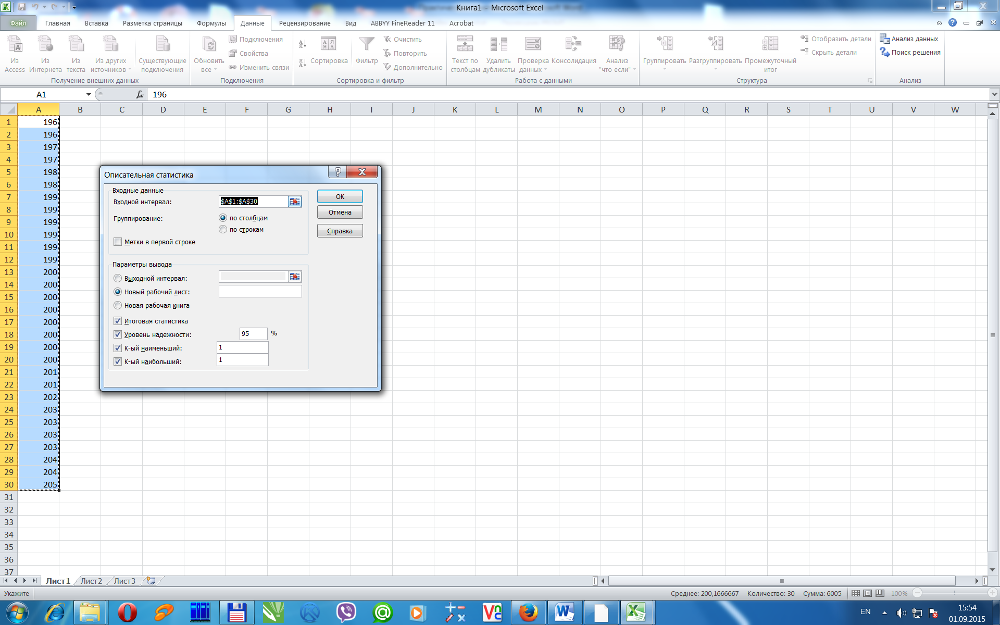 Книга1 - Microsoft Excel
Файл Главная Вставка Разметка страницы Формулы Данные Рецензирование Вид ABBYY FineReader 11 Acrobat
Из Access
Из Интернета
Из текста
Из других источников
Существующие подключения
Получение внешних данных
Обновить все
Подключения
Свойства
Изменить связи
Подключения
Сортировка
Фильтр
Очистить
Повторить
Дополнительно
Сортировка и фильтр
Текст по столбцам
Удалить дубликаты
Проверка данных
Консолидация
Анализ "что если"
Работа с данными
Группировать
Разгруппировать
Промежуточный итог
Отобразить детали
Скрыть детали
Структура
Анализ данных
Поиск решения
Анализ
A1 fx 196
A B C D E F G H I J K L M N O P Q R S T U V W
1 196
2 196
3 197
4 197
5 198
6 198
7 199
8 199
9 199
10 199
11 199
12 199
13 200
14 200
15 200
16 200
17 200
18 200
19 200
20 200
21 201
22 201
23 202
24 203
25 203
26 203
27 203
28 204
29 204
30 205
31
32
33
34
35
36
37
Описательная статистика
Входные данные
Входной интервал: $A$1:$A$30
Группирование: по столбцам
по строкам
Метки в первой строке
OK
Отмена
Справка
Параметры вывода
Выходной интервал:
Новый рабочий лист:
Новая рабочая книга
Итоговая статистика
Уровень надежности: 95 %
К-ый наименьший: 1
К-ый наибольший: 1
Лист1 Лист2 Лист3
Укажите Среднее: 200,1666667 Количество: 30 Сумма: 6005 100%
EN 15:54
01.09.2015